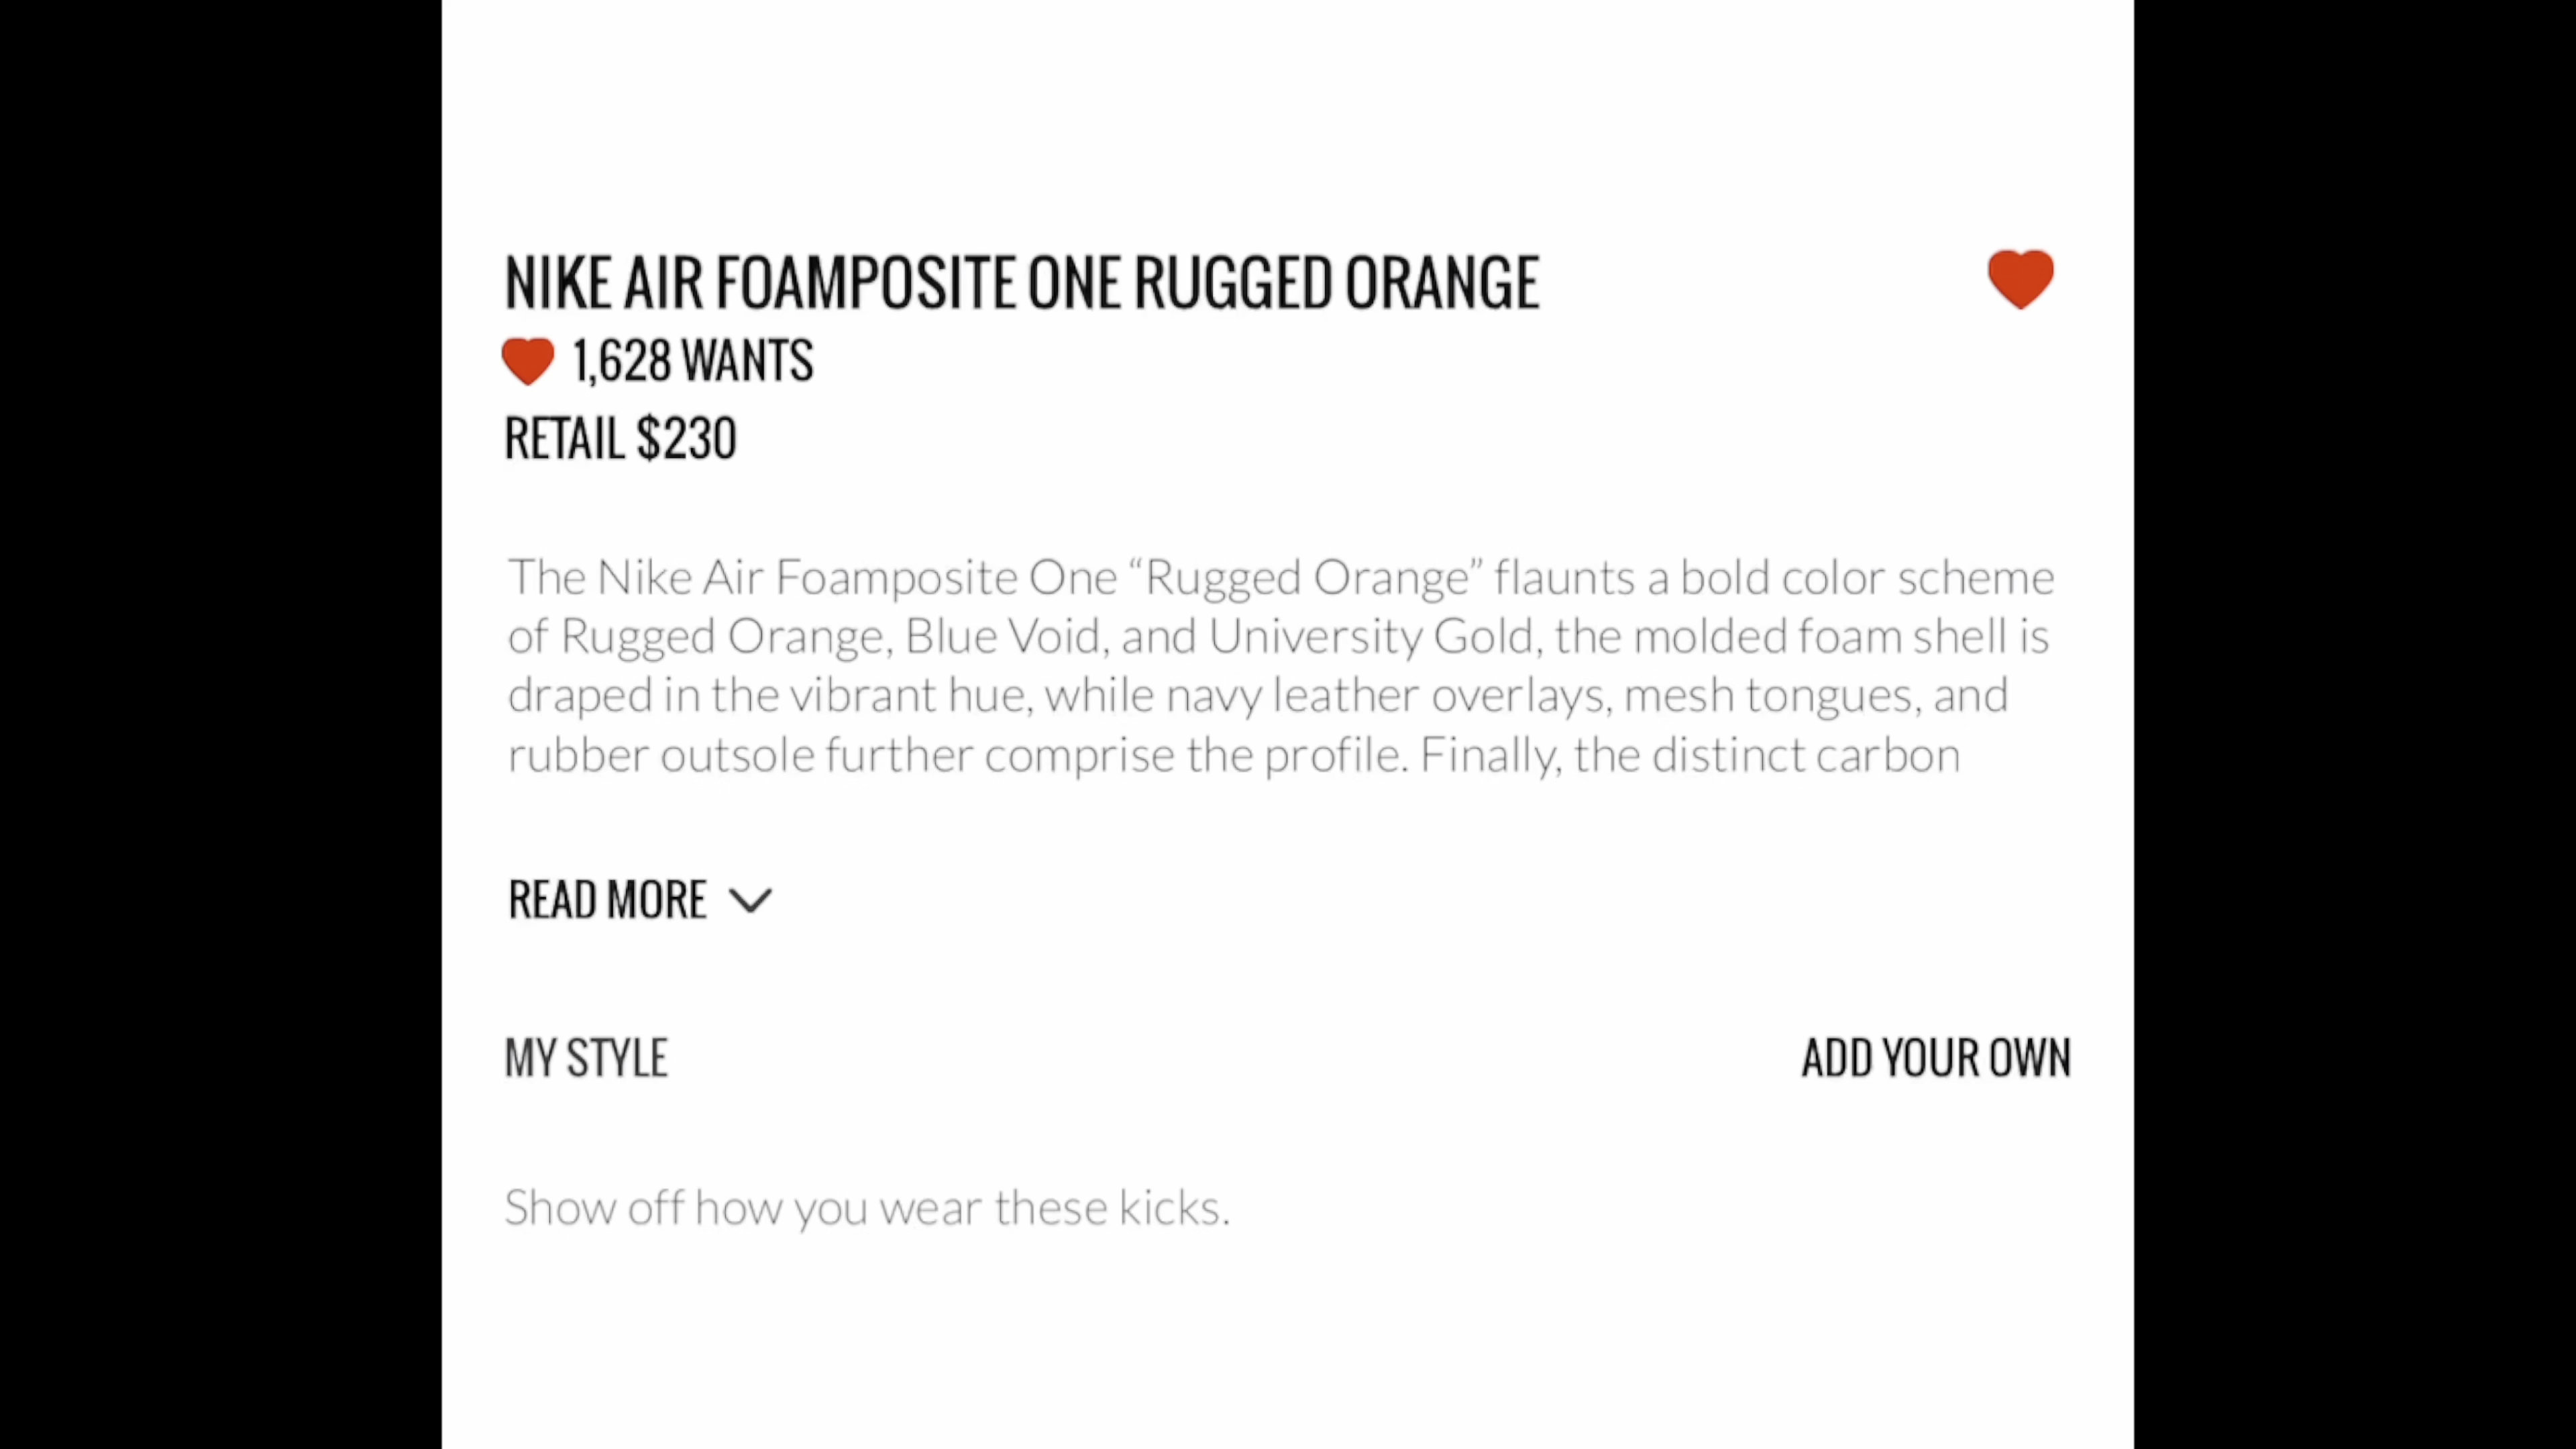 NIKE AIR FOAMPOSITE ONE RUGGED ORANGE
1,628 WANTS
RETAIL $230
The Nike Air Foamposite One “Rugged Orange” flaunts a bold color scheme
of Rugged Orange, Blue Void, and University Gold, the molded foam shell is
draped in the vibrant hue, while navy leather overlays, mesh tongues, and
rubber outsole further comprise the profile. Finally, the distinct carbon
READ MORE
MY STYLE
ADD YOUR OWN
Show off how you wear these kicks.